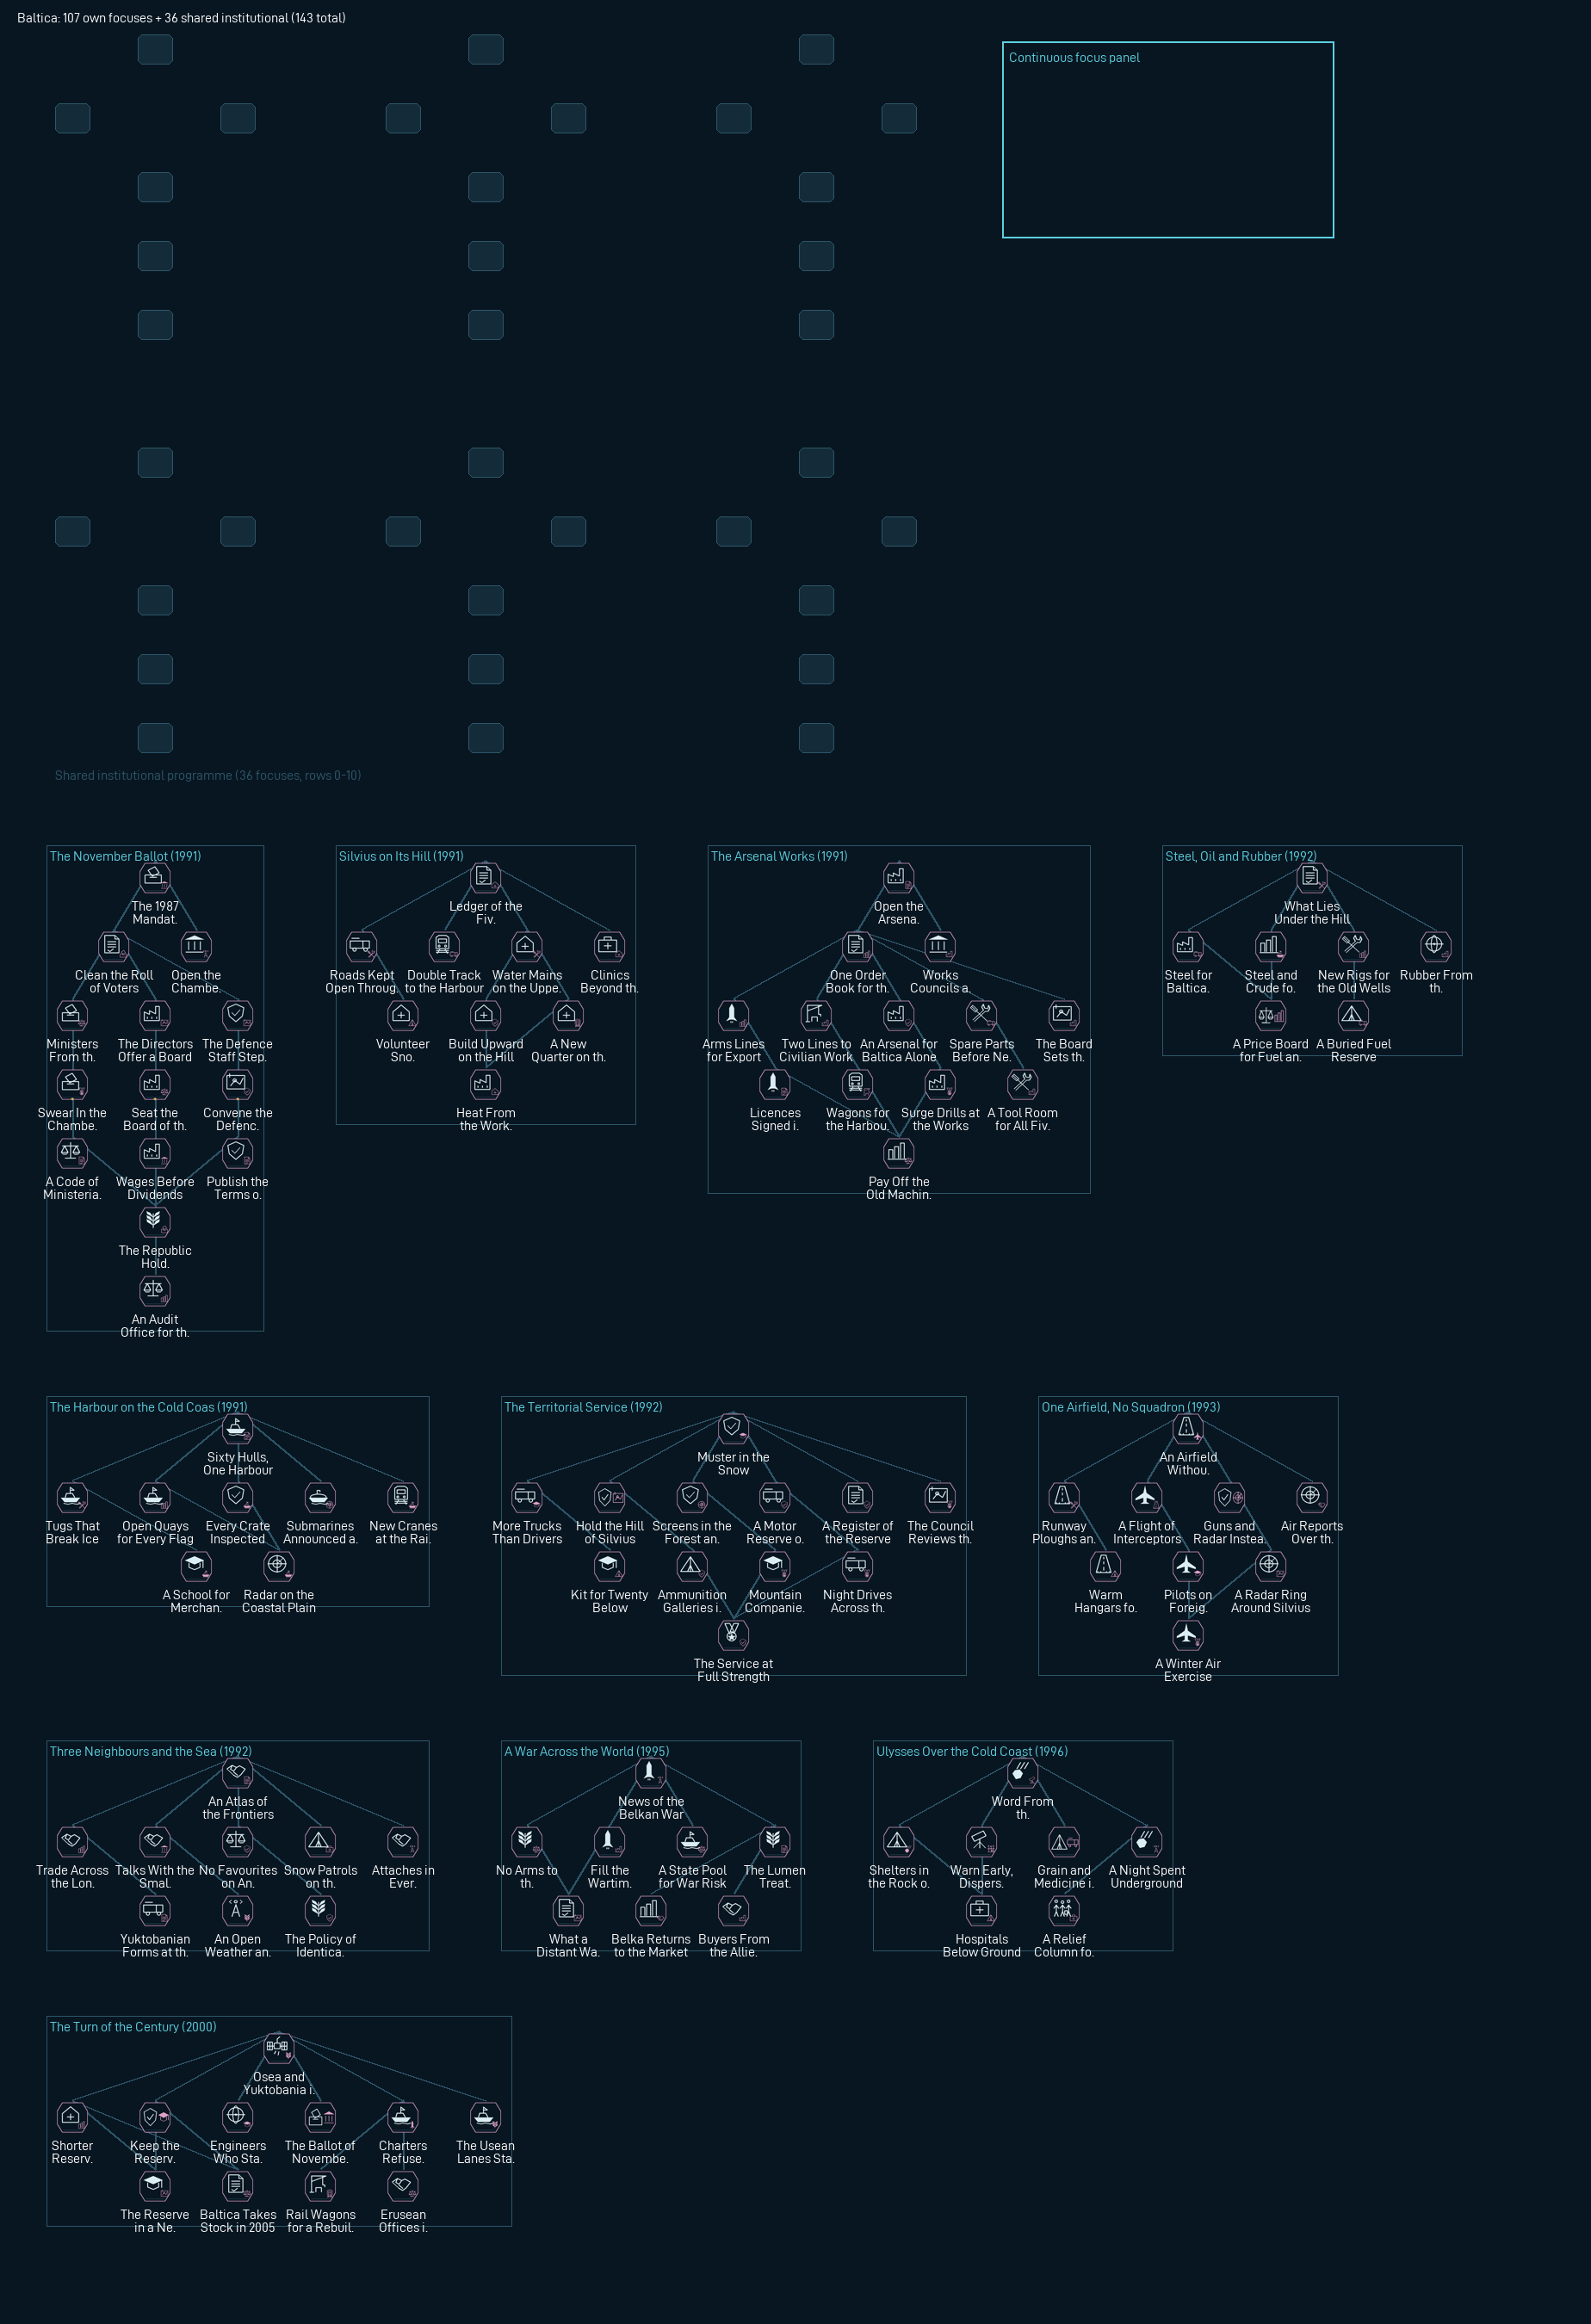 Baltica: 107 own focuses + 36 shared institutional (143 total)
Continuous focus panel
Shared institutional programme (36 focuses, rows 0-10)
The November Ballot (1991)
The 1987
Mandat.
Clean the Roll
of Voters
Open the
Chambe.
Ministers
From th.
The Directors
Offer a Board
The Defence
Staff Step.
Swear In the
Chambe.
Seat the
Board of th.
Convene the
Defenc.
A Code of
Ministeria.
Wages Before
Dividends
Publish the
Terms o.
The Republic
Hold.
An Audit
Office for th.
Silvius on Its Hill (1991)
Ledger of the
Fiv.
Roads Kept
Open Throug.
Double Track
to the Harbour
Water Mains
on the Uppe.
Clinics
Beyond th.
Volunteer
Sno.
Build Upward
on the Hill
A New
Quarter on th.
Heat From
the Work.
The Arsenal Works (1991)
Open the
Arsena.
One Order
Book for th.
Works
Councils a.
Arms Lines
for Export
Two Lines to
Civilian Work
An Arsenal for
Baltica Alone
Spare Parts
Before Ne.
The Board
Sets th.
Licences
Signed i.
Wagons for
the Harbou.
Surge Drills at
the Works
A Tool Room
for All Fiv.
Pay Off the
Old Machin.
Steel, Oil and Rubber (1992)
What Lies
Under the Hill
Steel for
Baltica.
Steel and
Crude fo.
New Rigs for
the Old Wells
Rubber From
th.
A Price Board
for Fuel an.
A Buried Fuel
Reserve
The Harbour on the Cold Coas (1991)
Sixty Hulls,
One Harbour
Tugs That
Break Ice
Open Quays
for Every Flag
Every Crate
Inspected
Submarines
Announced a.
New Cranes
at the Rai.
A School for
Merchan.
Radar on the
Coastal Plain
The Territorial Service (1992)
Muster in the
Snow
More Trucks
Than Drivers
Hold the Hill
of Silvius
Screens in the
Forest an.
A Motor
Reserve o.
A Register of
the Reserve
The Council
Reviews th.
Kit for Twenty
Below
Ammunition
Galleries i.
Mountain
Companie.
Night Drives
Across th.
The Service at
Full Strength
One Airfield, No Squadron (1993)
An Airfield
Withou.
Runway
Ploughs an.
A Flight of
Interceptors
Guns and
Radar Instea.
Air Reports
Over th.
Warm
Hangars fo.
Pilots on
Foreig.
A Radar Ring
Around Silvius
A Winter Air
Exercise
Three Neighbours and the Sea (1992)
An Atlas of
the Frontiers
Trade Across
the Lon.
Talks With the
Smal.
No Favourites
on An.
Snow Patrols
on th.
Attaches in
Ever.
Yuktobanian
Forms at th.
An Open
Weather an.
The Policy of
Identica.
A War Across the World (1995)
News of the
Belkan War
No Arms to
th.
Fill the
Wartim.
A State Pool
for War Risk
The Lumen
Treat.
What a
Distant Wa.
Belka Returns
to the Market
Buyers From
the Allie.
Ulysses Over the Cold Coast (1996)
Word From
th.
Shelters in
the Rock o.
Warn Early,
Dispers.
Grain and
Medicine i.
A Night Spent
Underground
Hospitals
Below Ground
A Relief
Column fo.
The Turn of the Century (2000)
Osea and
Yuktobania i.
Shorter
Reserv.
Keep the
Reserv.
Engineers
Who Sta.
The Ballot of
Novembe.
Charters
Refuse.
The Usean
Lanes Sta.
The Reserve
in a Ne.
Baltica Takes
Stock in 2005
Rail Wagons
for a Rebuil.
Erusean
Offices i.